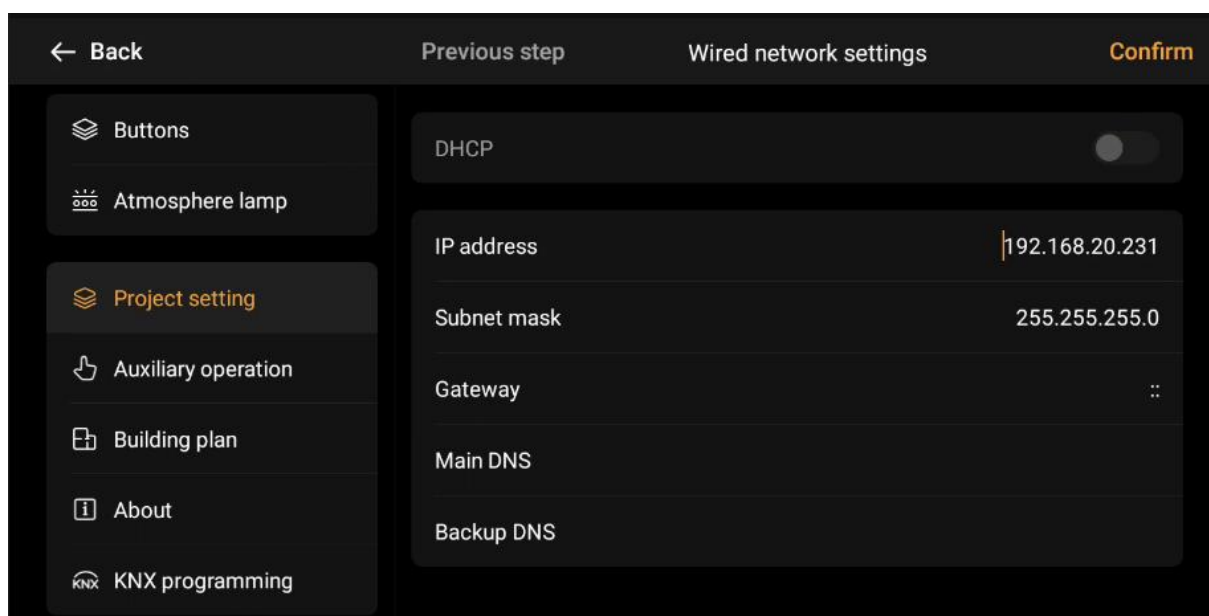 Back
Previous step
Wired network settings
Confirm
Buttons
Atmosphere lamp
Project setting
Auxiliary operation
Building plan
About
KNX KNX programming
DHCP
IP address 192.168.20.231
Subnet mask 255.255.255.0
Gateway ::
Main DNS
Backup DNS